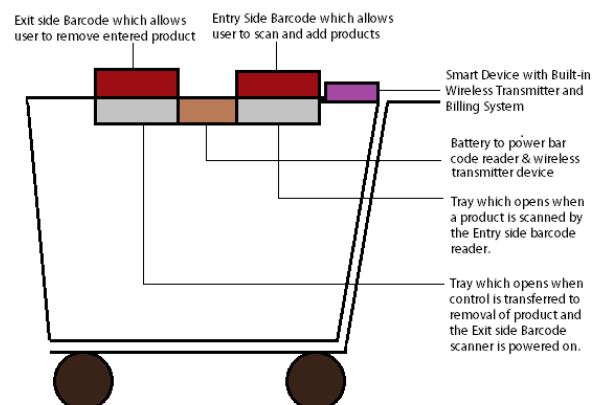 Exit side Barcode which allows
user to remove entered product
Entry Side Barcode which allows
user to scan and add products
Smart Device with Built-in
Wireless Transmitter and
Billing System
Battery to power bar
code reader & wireless
transmitter device
Tray which opens when
a product is scanned by
the Entry side barcode
reader.
Tray which opens when
control is transferred to
removal of product and
the Exit side Barcode
scanner is powered on.